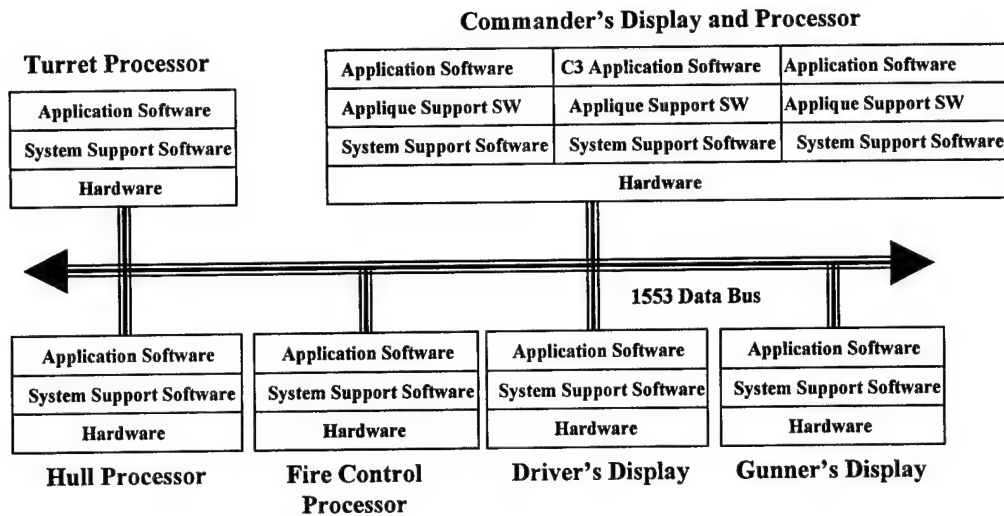 Commander's Display and Processor
Turret Processor
Application Software
System Support Software
Hardware
Application Software C3 Application Software Application Software
Applique Support SW Applique Support SW Applique Support SW
System Support Software System Support Software System Support Software
Hardware
1553 Data Bus
Application Software
System Support Software
Hardware
Hull Processor
Application Software
System Support Software
Hardware
Fire Control
Processor
Application Software
System Support Software
Hardware
Driver's Display
Application Software
System Support Software
Hardware
Gunner's Display